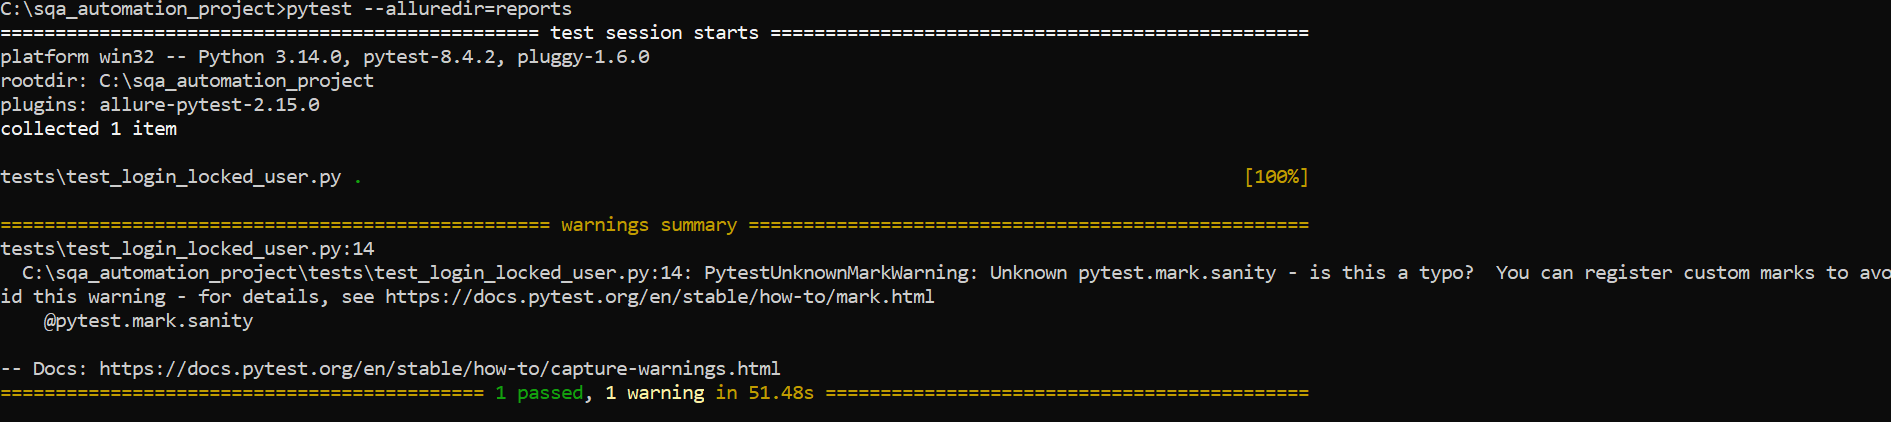 C:\sqa_automation_project>pytest --alluredir=reports
================================================= test session starts =================================================
platform win32 -- Python 3.14.0, pytest-8.4.2, pluggy-1.6.0
rootdir: C:\sqa_automation_project
plugins: allure-pytest-2.15.0
collected 1 item
tests\test_login_locked_user.py . [100%]
================================================== warnings summary ===================================================
tests\test_login_locked_user.py:14
C:\sqa_automation_project\tests\test_login_locked_user.py:14: PytestUnknownMarkWarning: Unknown pytest.mark.sanity - is this a typo?  You can register custom marks to avo
id this warning - for details, see https://docs.pytest.org/en/stable/how-to/mark.html
@pytest.mark.sanity
-- Docs: https://docs.pytest.org/en/stable/how-to/capture-warnings.html
============================================ 1 passed, 1 warning in 51.48s ============================================